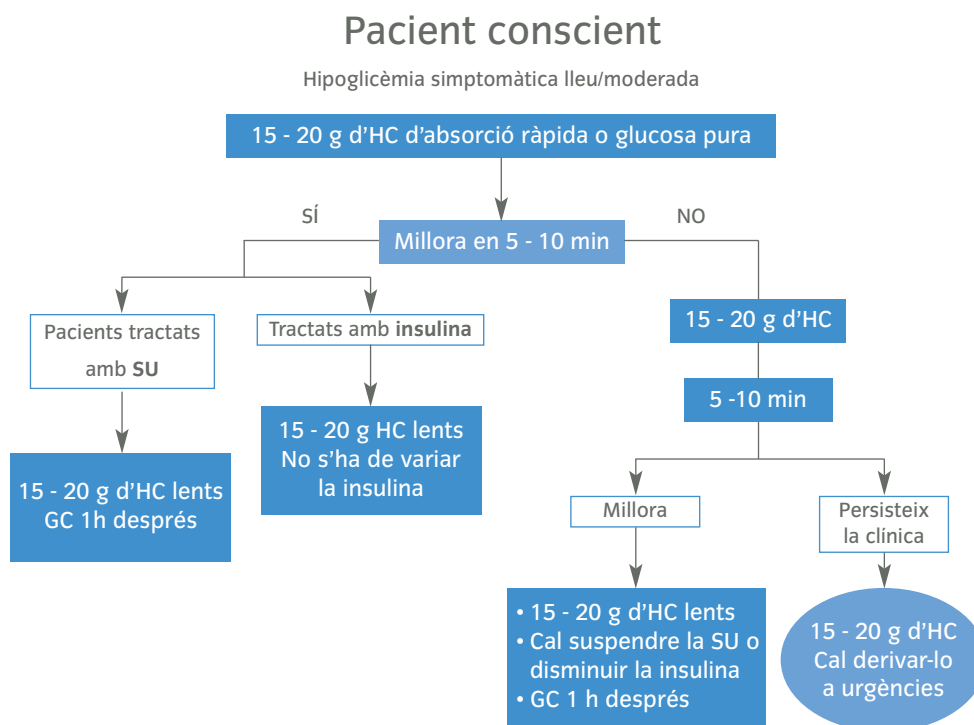 Pacient conscient
Hipoglicèmia simptomàtica lleu/moderada
15 - 20 g d'HC d'absorció ràpida o glucosa pura
SÍ
NO
Millora en 5 - 10 min
Pacients tractats
amb SU
Tractats amb insulina
15 - 20 g d'HC
5 -10 min
15 - 20 g HC lents
No s'ha de variar
la insulina
15 - 20 g d'HC lents
GC 1h després
Millora
Persisteix
la clínica
• 15 - 20 g d'HC lents
• Cal suspendre la SU o
disminuir la insulina
• GC 1 h després
15 - 20 g d'HC
Cal derivar-lo
a urgències